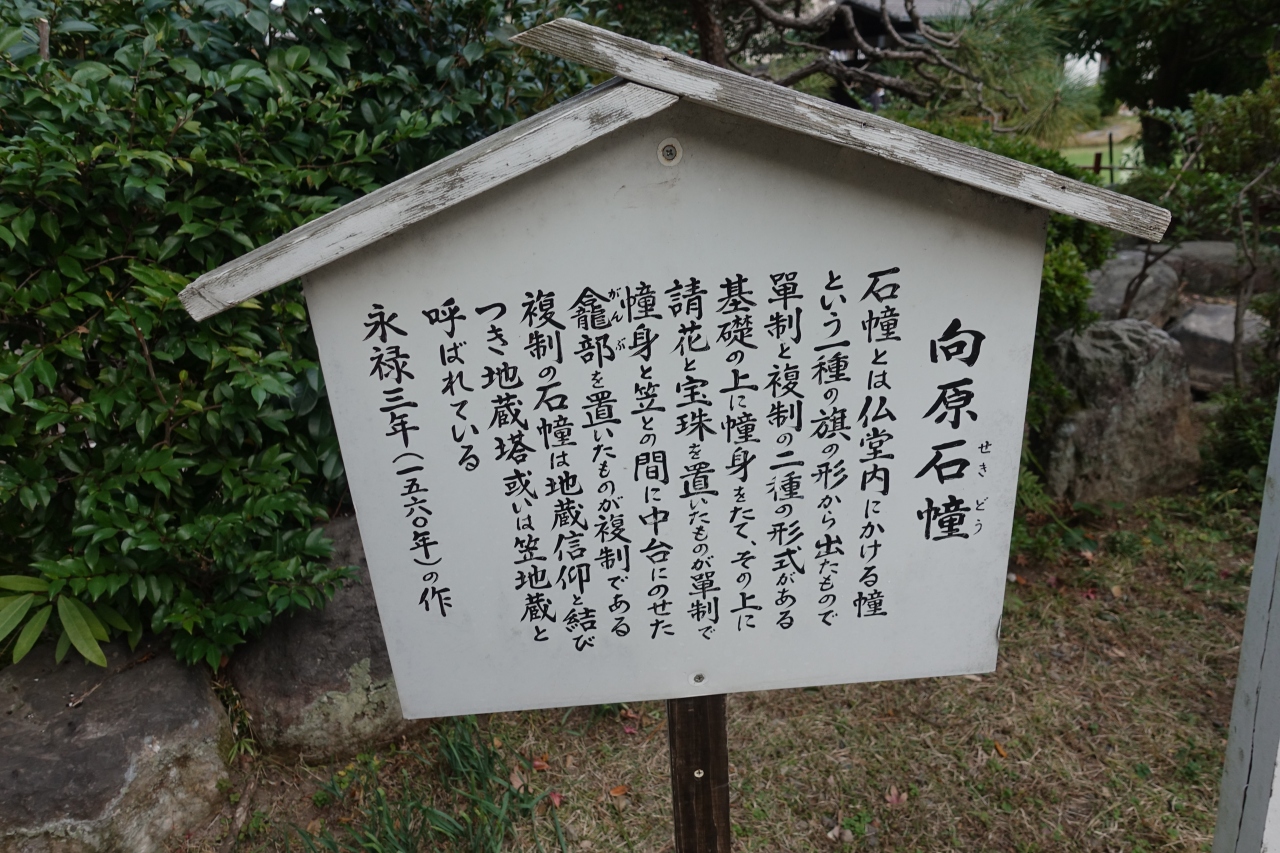 向原石幢
せきどう
石幢とは仏堂内にかける幢
という一種の旗の形から出たもので
單制と複制の二種の形式がある
基礎の上に幢身をたて、その上に
請花と宝珠を置いたものが單制で
幢身と笠との間に中台にのせた
龕部を置いたものが複制である
がんぶ
複制の石幢は地蔵信仰と結び
つき地蔵塔或いは笠地蔵と
呼ばれている
永禄三年(一五六〇年)の作